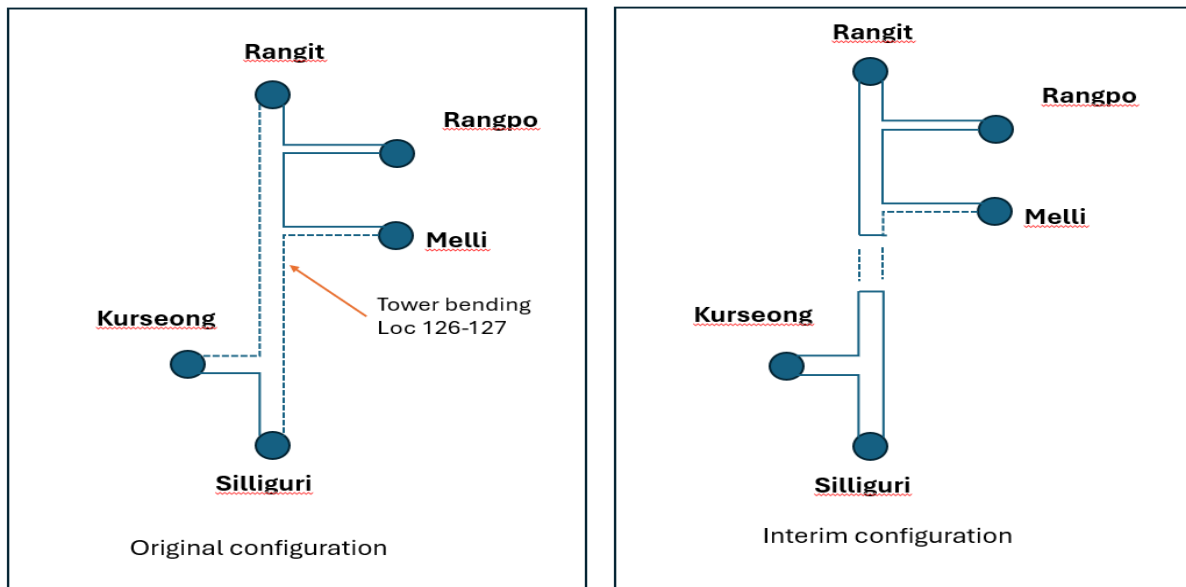 Rangit
Rangpo
Melli
Tower bending
Loc 126-127
Kurseong
Silliguri
Original configuration
Rangit
Rangpo
Melli
Kurseong
Silliguri
Interim configuration